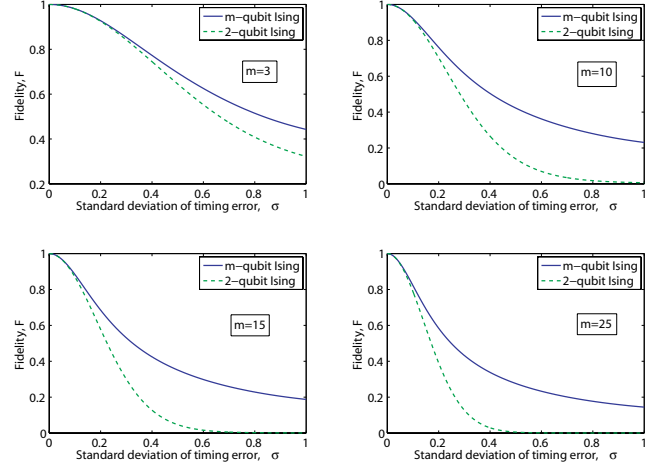 1
0.8
0.6
0.4
0.2
0 0.2 0.4 0.6 0.8 1
Fidelity, F
Standard deviation of timing error, σ
m-qubit Ising
2-qubit Ising
m=3
1
0.8
0.6
0.4
0.2
0
0 0.2 0.4 0.6 0.8 1
Fidelity, F
Standard deviation of timing error, σ
m-qubit Ising
2-qubit Ising
m=10
1
0.8
0.6
0.4
0.2
0
0 0.2 0.4 0.6 0.8 1
Fidelity, F
Standard deviation of timing error, σ
m-qubit Ising
2-qubit Ising
m=15
1
0.8
0.6
0.4
0.2
0
0 0.2 0.4 0.6 0.8 1
Fidelity, F
Standard deviation of timing error, σ
m-qubit Ising
2-qubit Ising
m=25